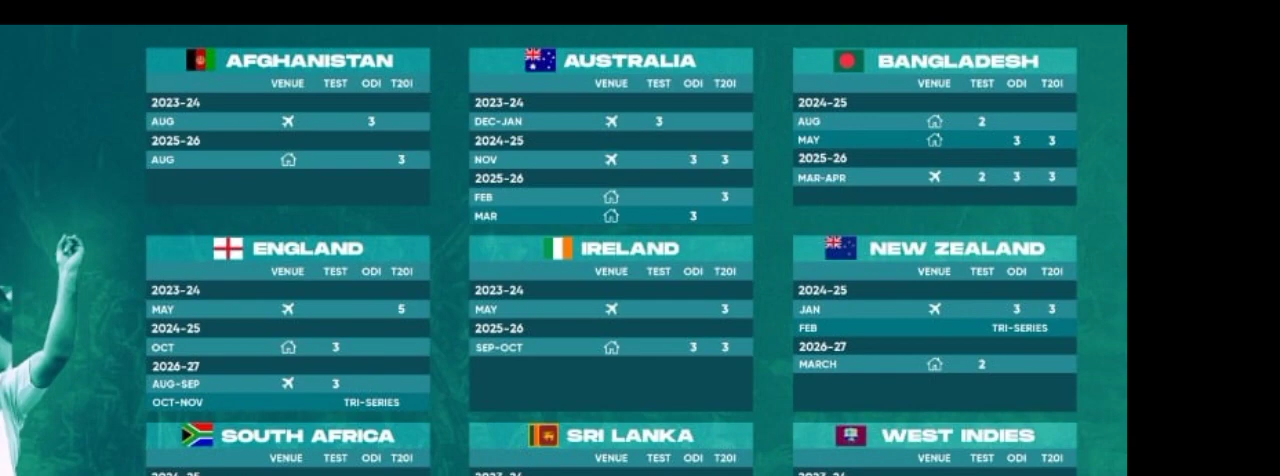 AFGHANISTAN
VENUE TEST ODI T20I
2023-24
AUG 3
2025-26
AUG 3
AUSTRALIA
VENUE TEST ODI T20I
2023-24
DEC-JAN 3
2024-25
NOV 3 3
2025-26
FEB 3
MAR 3
BANGLADESH
VENUE TEST ODI T20I
2024-25
AUG 2
MAY 3 3
2025-26
MAR-APR 2 3 3
ENGLAND
VENUE TEST ODI T20I
2023-24
MAY 5
2024-25
OCT 3
2026-27
AUG-SEP 3
OCT-NOV TRI-SERIES
IRELAND
VENUE TEST ODI T20I
2023-24
MAY 3
2025-26
SEP-OCT 3 3
NEW ZEALAND
VENUE TEST ODI T20I
2024-25
JAN 3 3
FEB TRI-SERIES
2026-27
MARCH 2
SOUTH AFRICA
VENUE TEST ODI T20I
2024-25
SRI LANKA
VENUE TEST ODI T20I
2023-24
WEST INDIES
VENUE TEST ODI T20I
2023-24